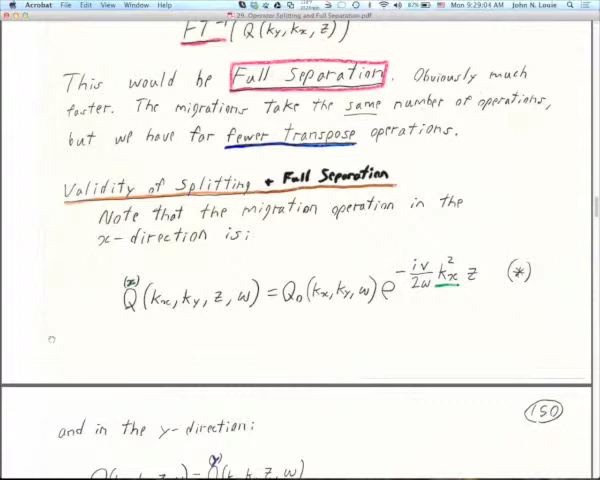 Acrobat File Edit View Window Help 87% Mon 9:29:04 AM John N. Louie
29. Operator Splitting and Full Separation.pdf
FT⁻¹(Q(ky,kx,z))
This would be Full Separation. Obviously much
faster. The migrations take the same number of operations,
but we have far fewer transpose operations.
Validity of Splitting + Full Separation
Note that the migration operation in the
x-direction is:
Q^(x)(kx,ky,z,w) = Q₀(kx,ky,w) e^(-iv/2w kx² z) (*)
150
and in the y-direction: